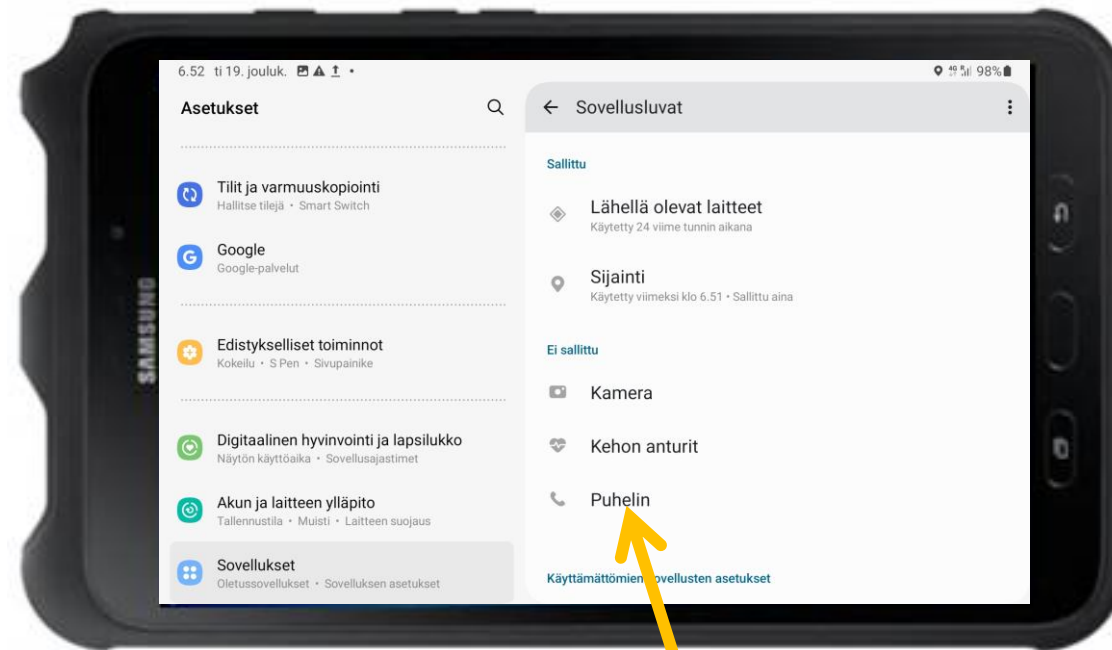 6.52 ti 19. jouluk.
98%
Asetukset
Tilit ja varmuuskopiointi
Hallitse tilejä • Smart Switch
Google
Google-palvelut
Edistykselliset toiminnot
Kokeilu • S Pen • Sivupainike
Digitaalinen hyvinvointi ja lapsilukko
Näytön käyttöaika • Sovellusajastimet
Akun ja laitteen ylläpito
Tallennustila • Muisti • Laitteen suojaus
Sovellukset
Oletussovellukset • Sovelluksen asetukset
Sovellusluvat
Sallittu
Lähellä olevat laitteet
Käytetty 24 viime tunnin aikana
Sijainti
Käytetty viimeksi klo 6.51 • Sallittu aina
Ei sallittu
Kamera
Kehon anturit
Puhelin
Käyttämättömien sovellusten asetukset
SAMSUNG